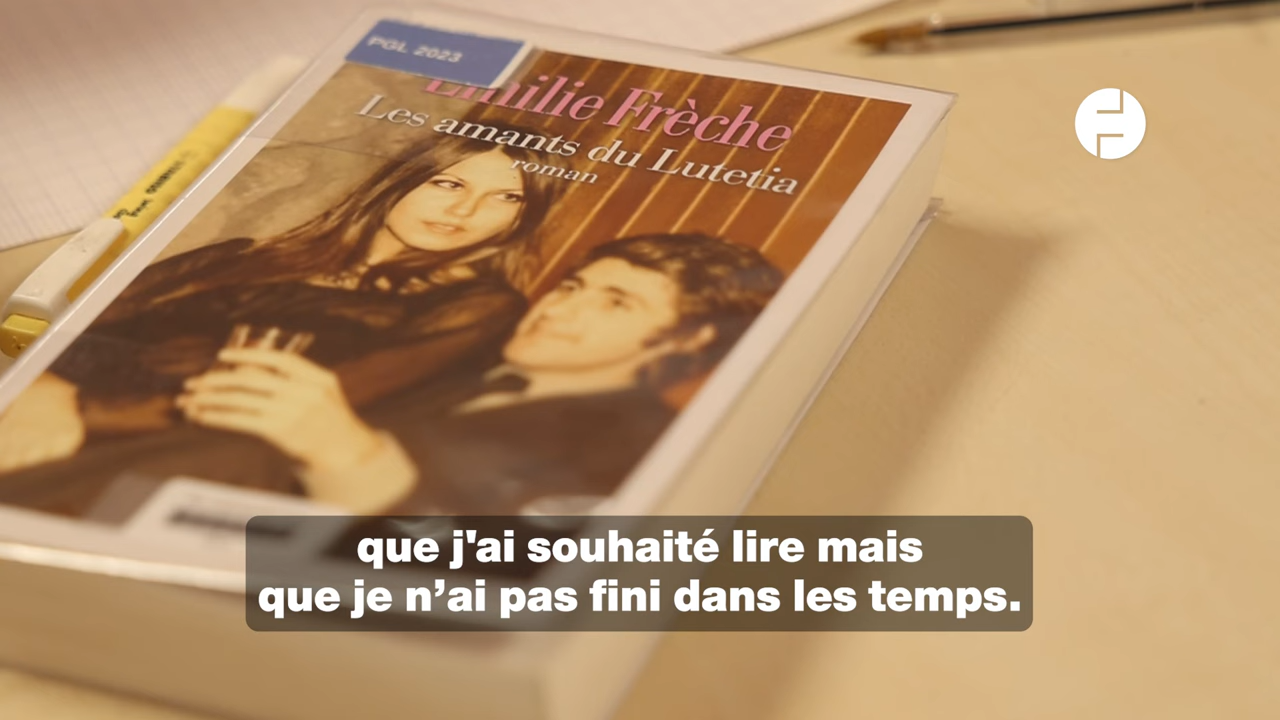 PGL 2023
Emilie Frèche
Les amants du Lutetia
roman
que j'ai souhaité lire mais
que je n’ai pas fini dans les temps.